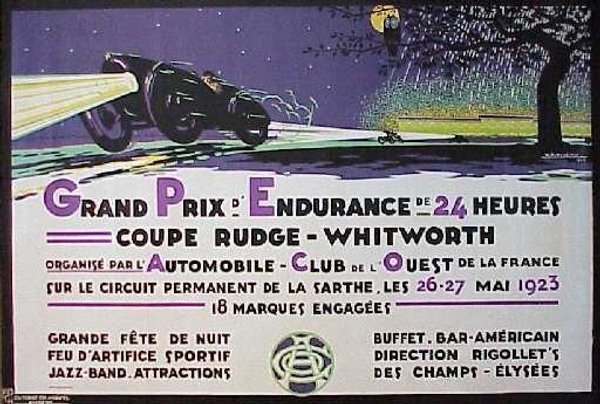 GRAND PRIX D'ENDURANCE DE 24 HEURES
COUPE RUDGE - WHITWORTH
ORGANISÉ PAR L'AUTOMOBILE - CLUB DE L'OUEST DE LA FRANCE
SUR LE CIRCUIT PERMANENT DE LA SARTHE, LES 26-27 MAI 1923
18 MARQUES ENGAGÉES
GRANDE FÊTE DE NUIT
FEU D'ARTIFICE SPORTIF
JAZZ-BAND. ATTRACTIONS
ACO
BUFFET. BAR-AMÉRICAIN
DIRECTION RIGOLLET'S
DES CHAMPS - ELYSÉES